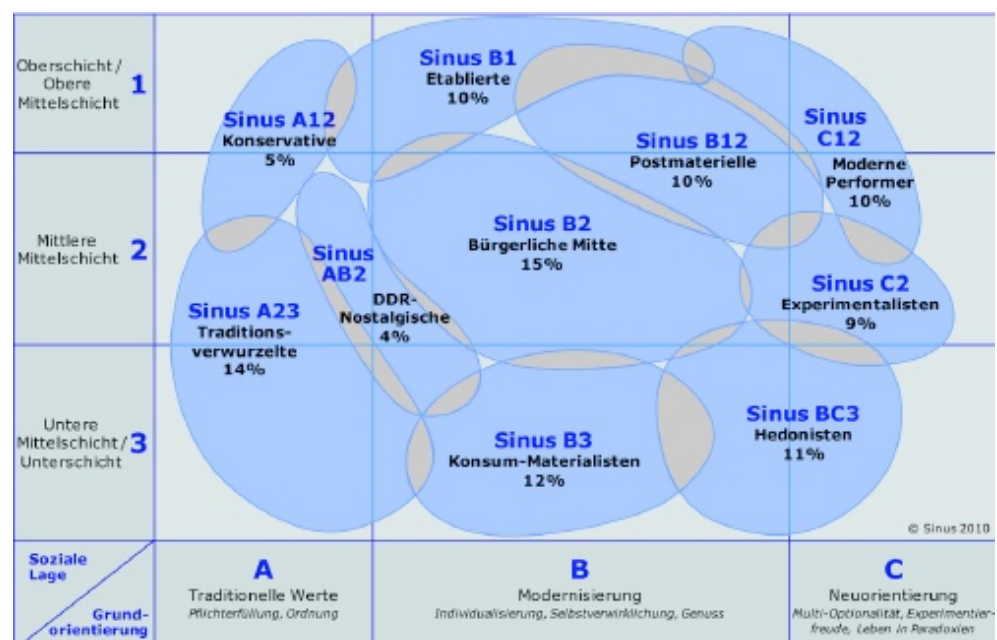 Oberschicht /
Obere
Mittelschicht
1
Sinus B1
Etablierte
10%
Sinus A12
Konservative
5%
Sinus B12
Postmaterielle
10%
Sinus
C12
Moderne
Performer
10%
Mittlere
Mittelschicht
2
Sinus B2
Bürgerliche Mitte
15%
Sinus
AB2
DDR-
Nostalgische
4%
Sinus A23
Traditions-
verwurzelte
14%
Sinus C2
Experimentalisten
9%
Untere
Mittelschicht /
Unterschicht
3
Sinus B3
Konsum-Materialisten
12%
Sinus BC3
Hedonisten
11%
© Sinus 2010
Soziale
Lage
Grund-
orientierung
A
Traditionelle Werte
Pflichterfüllung, Ordnung
B
Modernisierung
Individualisierung, Selbstverwirklichung, Genuss
C
Neuorientierung
Multi-Optionalität, Experimentier-
freude, Leben in Paradoxien